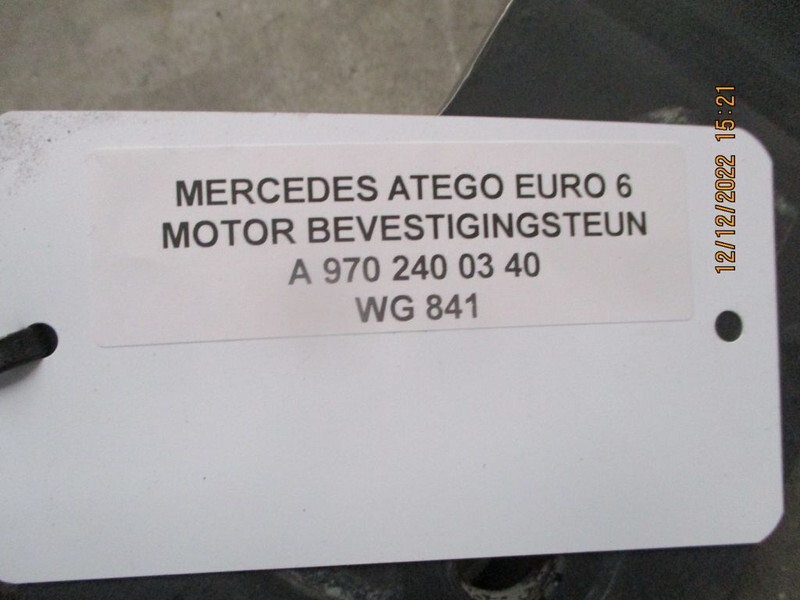 MERCEDES ATEGO EURO 6
MOTOR BEVESTIGINGSTEUN
A 970 240 03 40
WG 841
12/12/2022 15:21